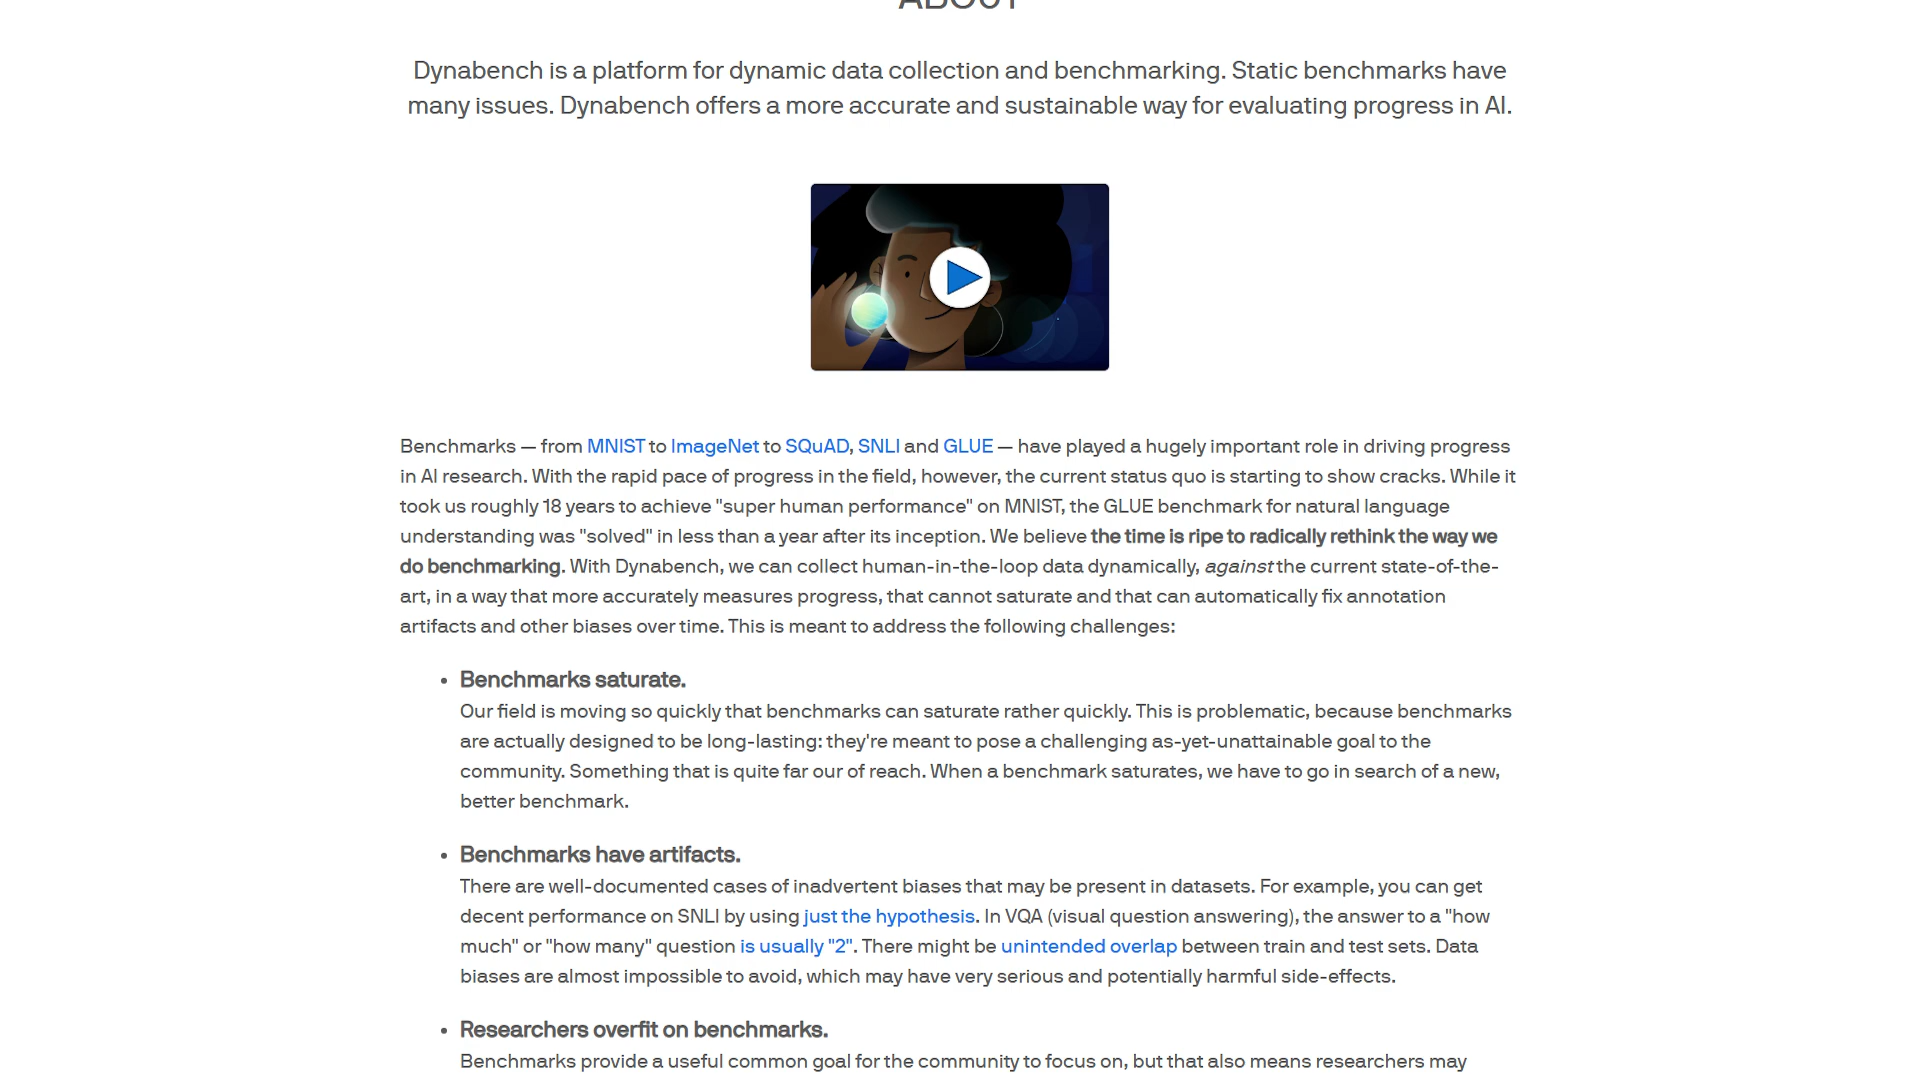 ABOUT
Dynabench is a platform for dynamic data collection and benchmarking. Static benchmarks have
many issues. Dynabench offers a more accurate and sustainable way for evaluating progress in AI.
Benchmarks — from MNIST to ImageNet to SQuAD, SNLI and GLUE — have played a hugely important role in driving progress
in AI research. With the rapid pace of progress in the field, however, the current status quo is starting to show cracks. While it
took us roughly 18 years to achieve "super human performance" on MNIST, the GLUE benchmark for natural language
understanding was "solved" in less than a year after its inception. We believe the time is ripe to radically rethink the way we
do benchmarking. With Dynabench, we can collect human-in-the-loop data dynamically, against the current state-of-the-
art, in a way that more accurately measures progress, that cannot saturate and that can automatically fix annotation
artifacts and other biases over time. This is meant to address the following challenges:
• Benchmarks saturate.
Our field is moving so quickly that benchmarks can saturate rather quickly. This is problematic, because benchmarks
are actually designed to be long-lasting: they're meant to pose a challenging as-yet-unattainable goal to the
community. Something that is quite far our of reach. When a benchmark saturates, we have to go in search of a new,
better benchmark.
• Benchmarks have artifacts.
There are well-documented cases of inadvertent biases that may be present in datasets. For example, you can get
decent performance on SNLI by using just the hypothesis. In VQA (visual question answering), the answer to a "how
much" or "how many" question is usually "2". There might be unintended overlap between train and test sets. Data
biases are almost impossible to avoid, which may have very serious and potentially harmful side-effects.
• Researchers overfit on benchmarks.
Benchmarks provide a useful common goal for the community to focus on, but that also means researchers may